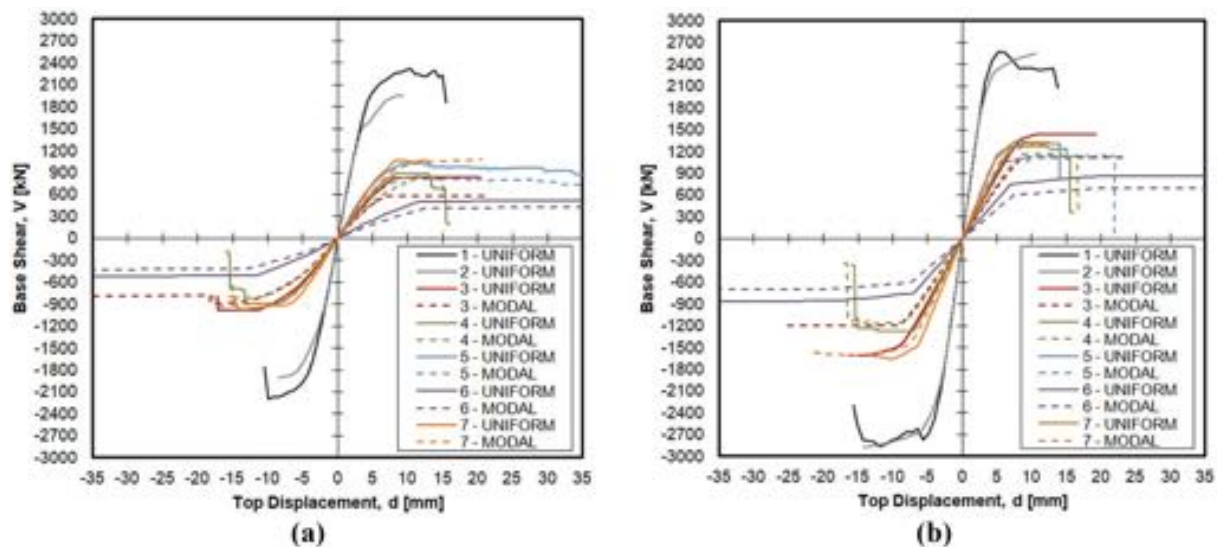 3000
2700
2400
2100
1800
1500
1200
900
600
300
0
-300
-600
-900
-1200
-1500
-1800
-2100
-2400
-2700
-3000
Base Shear, V [kN]
1 - UNIFORM
2 - UNIFORM
3 - UNIFORM
3 - MODAL
4 - UNIFORM
4 - MODAL
5 - UNIFORM
5 - MODAL
6 - UNIFORM
6 - MODAL
7 - UNIFORM
7 - MODAL
-35 -30 -25 -20 -15 -10 -5 0 5 10 15 20 25 30 35
Top Displacement, d [mm]
(a)
3000
2700
2400
2100
1800
1500
1200
900
600
300
0
-300
-600
-900
-1200
-1500
-1800
-2100
-2400
-2700
-3000
Base Shear, V [kN]
1 - UNIFORM
2 - UNIFORM
3 - UNIFORM
3 - MODAL
4 - UNIFORM
4 - MODAL
5 - UNIFORM
5 - MODAL
6 - UNIFORM
6 - MODAL
7 - UNIFORM
7 - MODAL
-35 -30 -25 -20 -15 -10 -5 0 5 10 15 20 25 30 35
Top Displacement, d [mm]
(b)